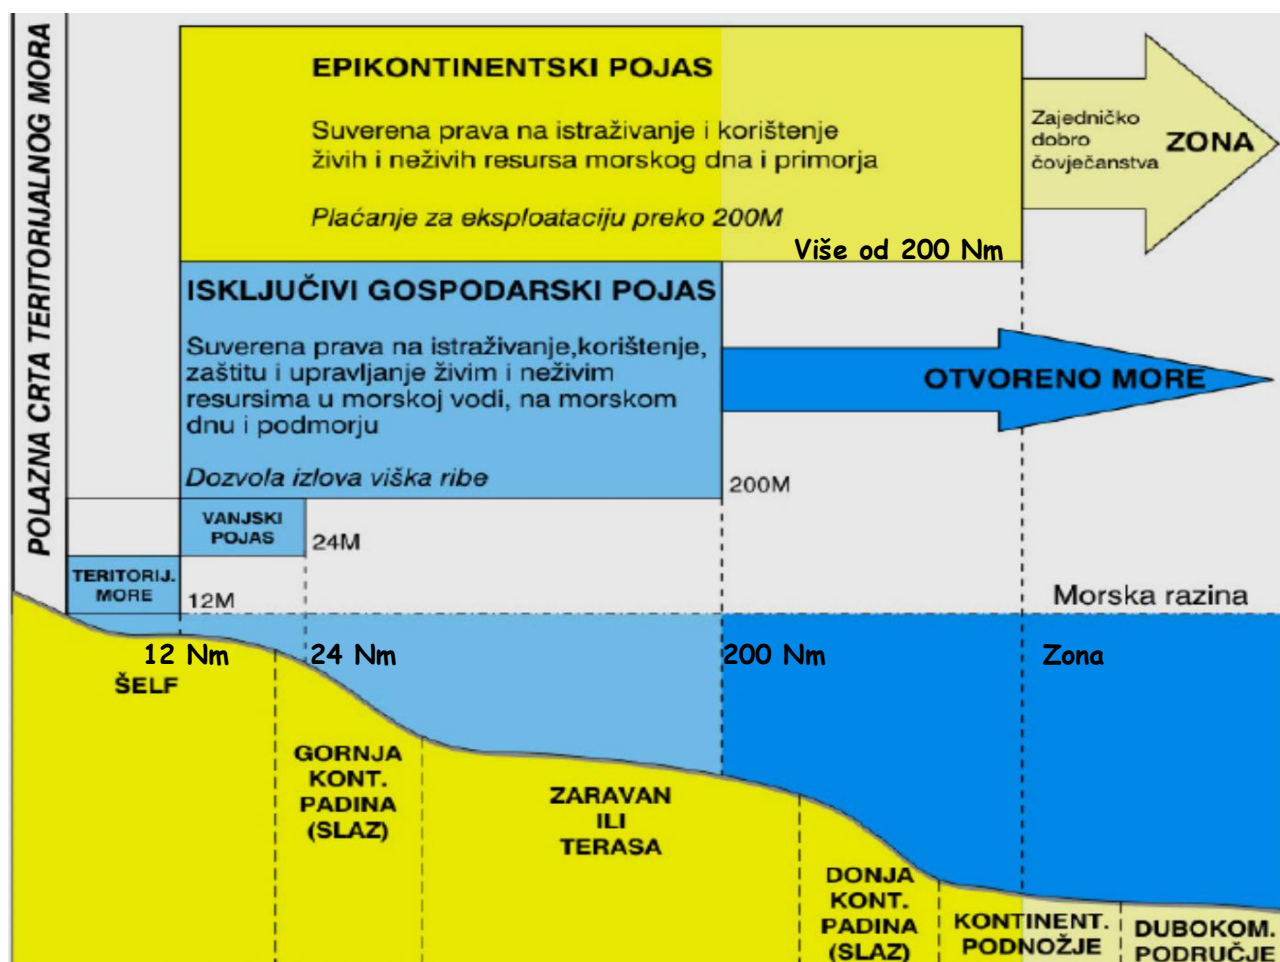 POLAZNA CRTA TERITORIJALNOG MORA
EPIKONTINENTSKI POJAS
Suverena prava na istraživanje i korištenje
živih i neživih resursa morskog dna i primorja
Plaćanje za eksploataciju preko 200M
Više od 200 Nm
Zajedničko
dobro
čovječanstva
ZONA
ISKLJUČIVI GOSPODARSKI POJAS
Suverena prava na istraživanje,korištenje,
zaštitu i upravljanje živim i neživim
resursima u morskoj vodi, na morskom
dnu i podmorju
Dozvola izlova viška ribe
200M
OTVORENO MORE
VANJSKI
POJAS
24M
TERITORIJ.
MORE
12M
Morska razina
12 Nm
24 Nm
200 Nm
Zona
ŠELF
GORNJA
KONT.
PADINA
(SLAZ)
ZARAVAN
ILI
TERASA
DONJA
KONT.
PADINA
(SLAZ)
KONTINENT.
PODNOŽJE
DUBOKOM.
PODRUČJE